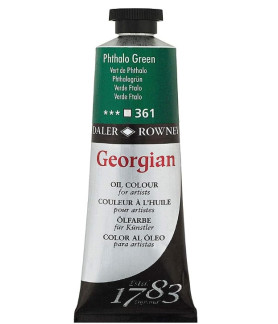 Phthalo Green
Vert de Phthalo
Phthalogrün
Verde Ftalo
Verde Ftalo
*** 361
DALER ROWNEY
Georgian
OIL COLOUR
for artists
COULEUR À L'HUILE
pour artistes
ÖLFARBE
für Künstler
COLOR AL ÓLEO
para artistas
1783